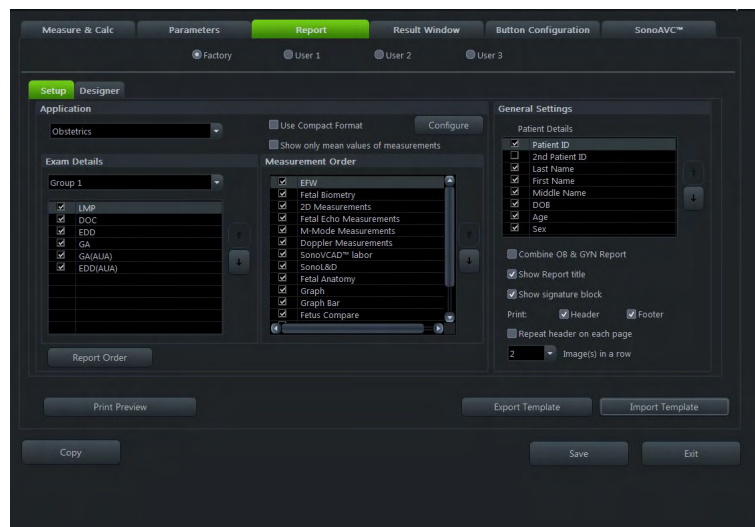 Measure & Calc
Parameters
Report
Result Window
Button Configuration
SonoAVC™
Factory
User 1
User 2
User 3
Setup
Designer
Application
Obstetrics
Use Compact Format
Configure
Show only mean values of measurements
Exam Details
Group 1
LMP
DOC
EDD
GA
GA(AUA)
EDD(AUA)
Report Order
Measurement Order
EFW
Fetal Biometry
2D Measurements
Fetal Echo Measurements
M-Mode Measurements
Doppler Measurements
SonoVCAD™ labor
SonoL&D
Fetal Anatomy
Graph
Graph Bar
Fetus Compare
General Settings
Patient Details
Patient ID
2nd Patient ID
Last Name
First Name
Middle Name
DOB
Age
Sex
Combine OB & GYN Report
Show Report title
Show signature block
Print: Header Footer
Repeat header on each page
2 Image(s) in a row
Print Preview
Export Template
Import Template
Copy
Save
Exit